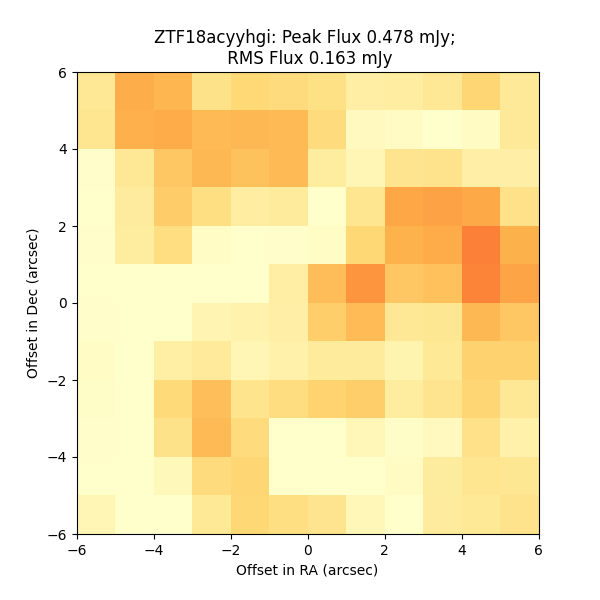 ZTF18acyyhgi: Peak Flux 0.478 mJy;
RMS Flux 0.163 mJy
6
4
2
0
−2
−4
−6
Offset in Dec (arcsec)
−6 −4 −2 0 2 4 6
Offset in RA (arcsec)